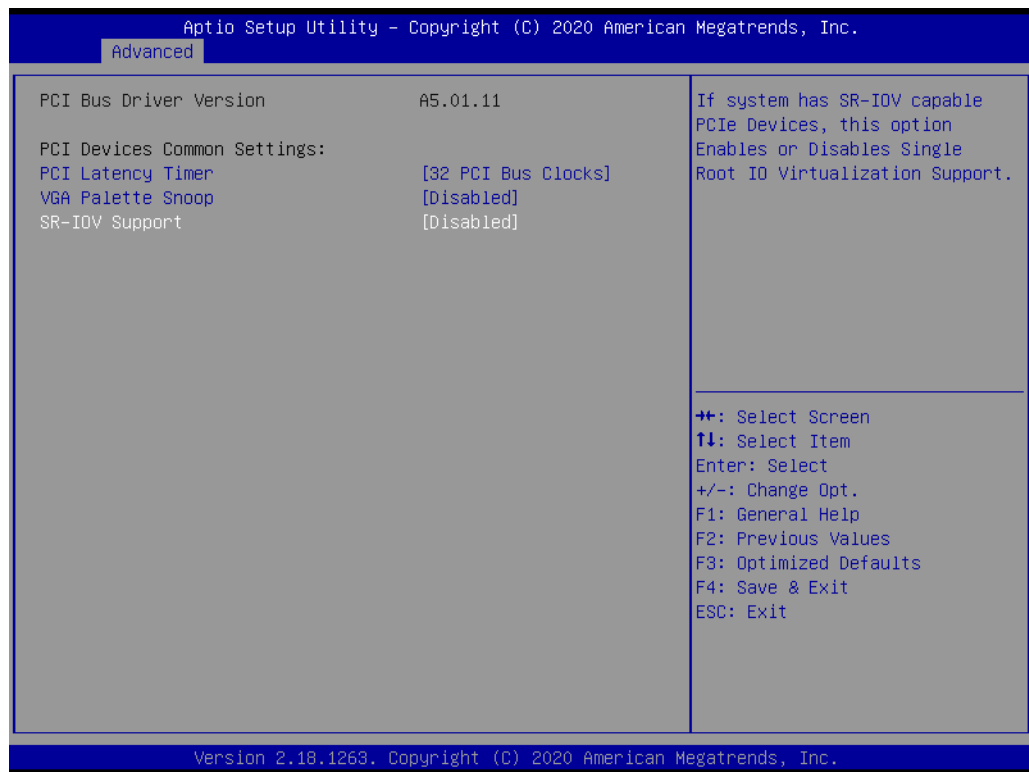 Aptio Setup Utility – Copyright (C) 2020 American Megatrends, Inc.
Advanced
PCI Bus Driver Version A5.01.11
PCI Devices Common Settings:
PCI Latency Timer [32 PCI Bus Clocks]
VGA Palette Snoop [Disabled]
SR-IOV Support [Disabled]
If system has SR-IOV capable
PCIe Devices, this option
Enables or Disables Single
Root IO Virtualization Support.
→←: Select Screen
↑↓: Select Item
Enter: Select
+/-: Change Opt.
F1: General Help
F2: Previous Values
F3: Optimized Defaults
F4: Save & Exit
ESC: Exit
Version 2.18.1263. Copyright (C) 2020 American Megatrends, Inc.